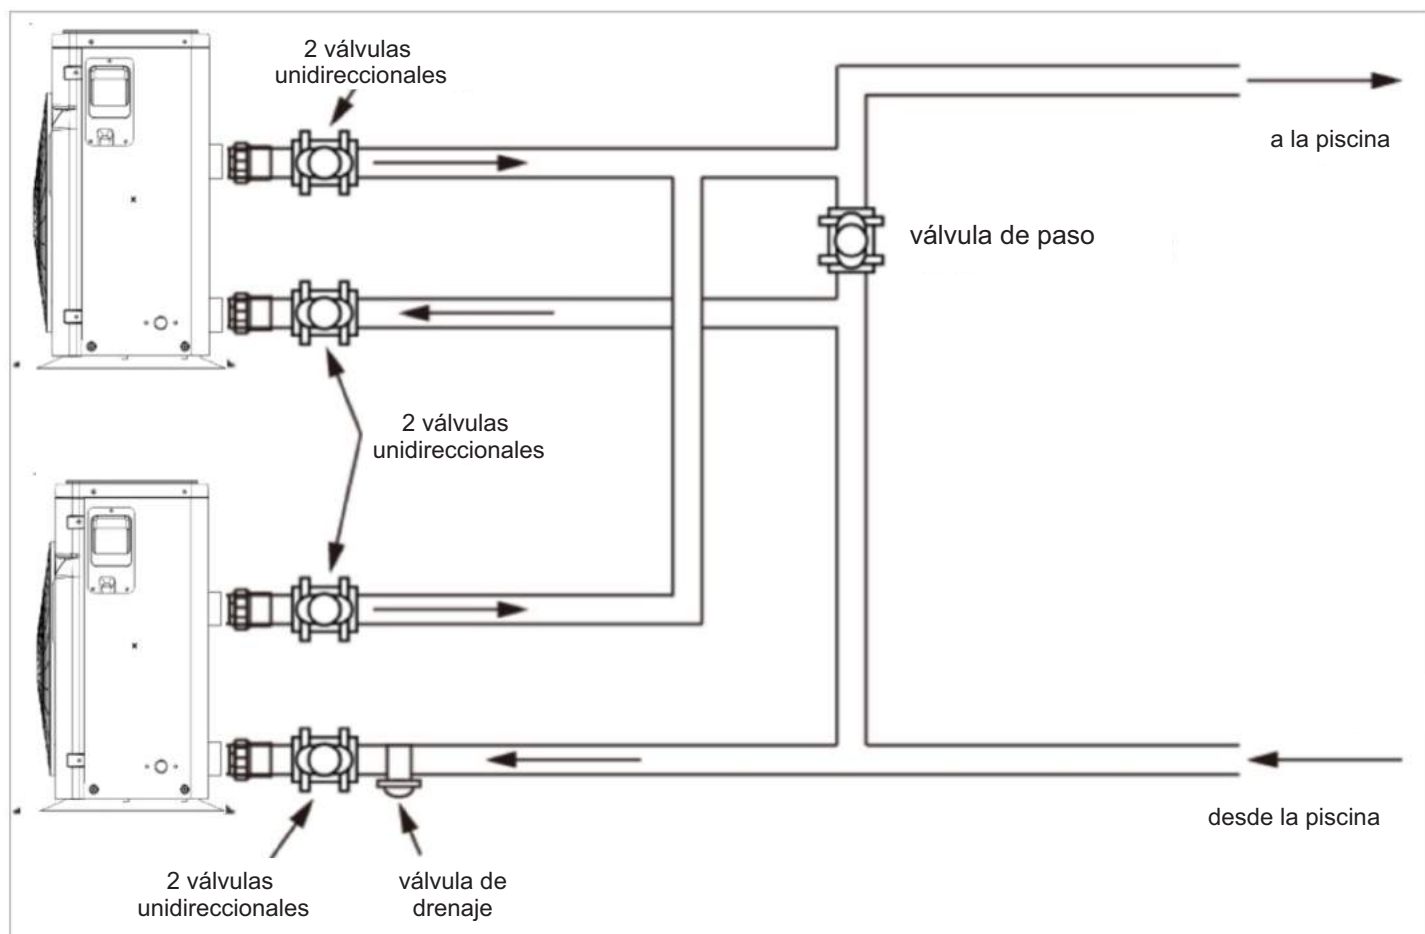 2 válvulas
unidireccionales
a la piscina
válvula de paso
2 válvulas
unidireccionales
desde la piscina
2 válvulas
unidireccionales
válvula de
drenaje